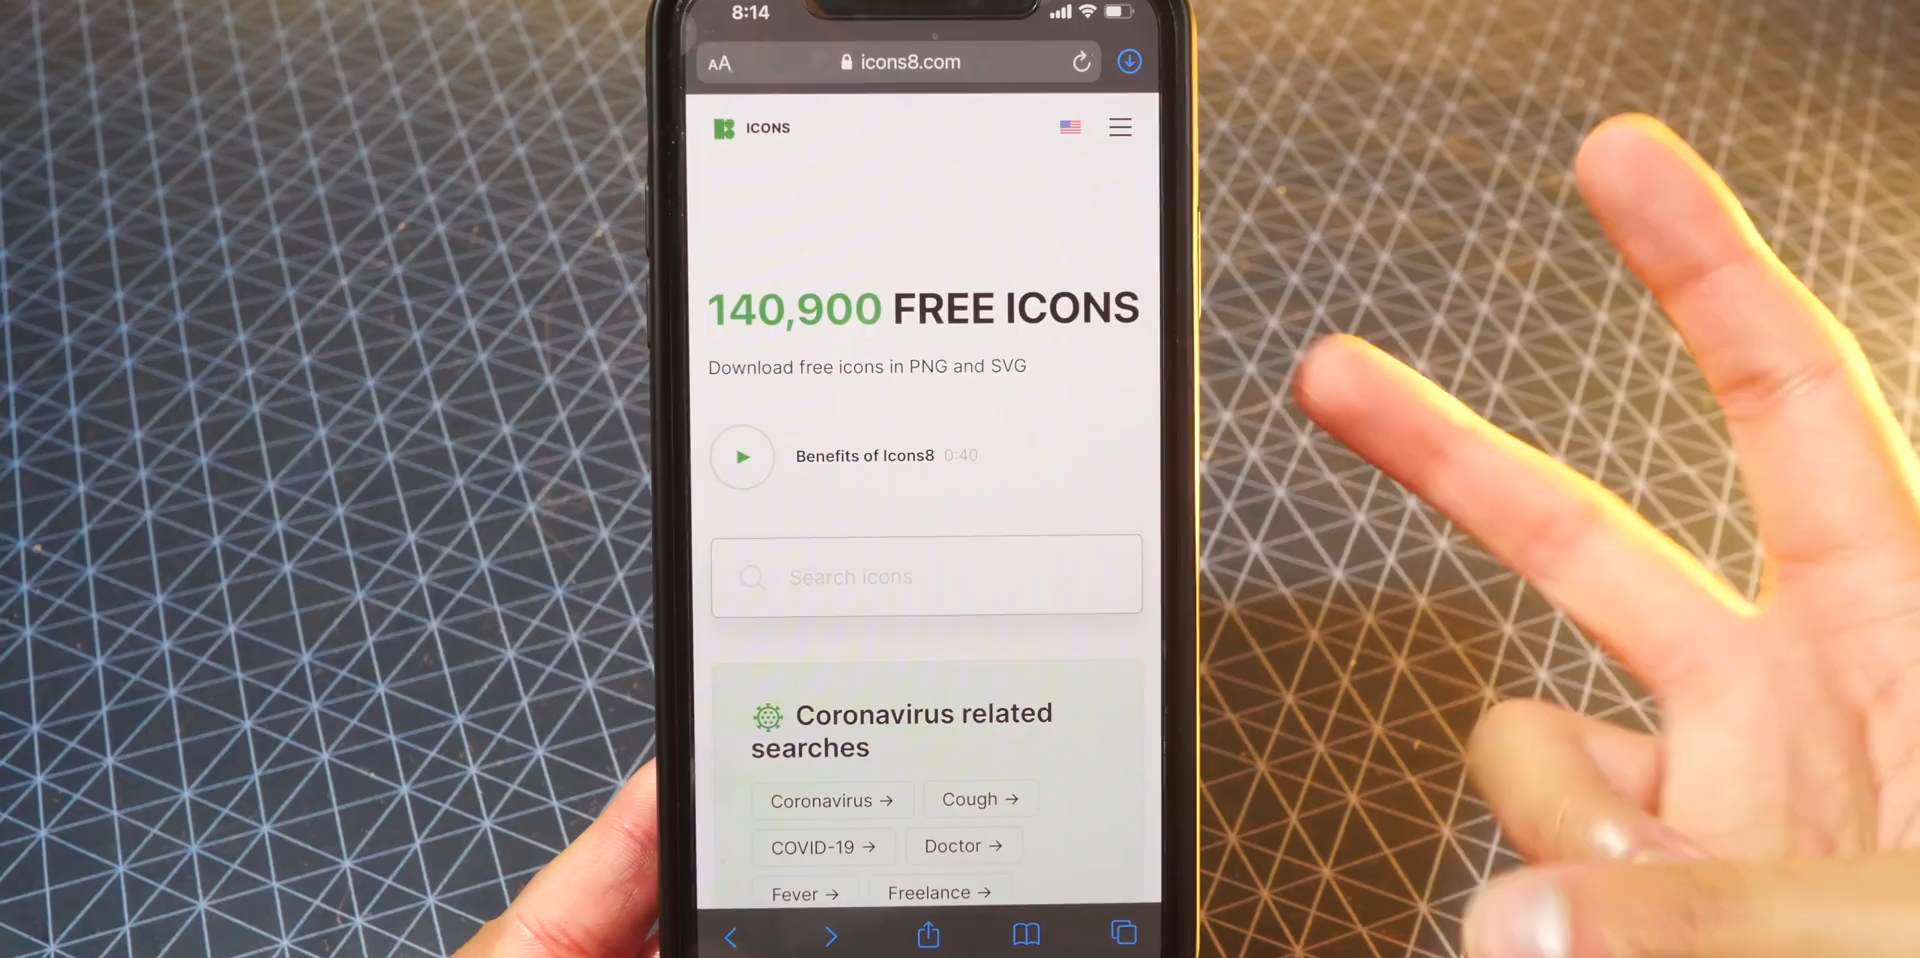 8:14
AA icons8.com
ICONS
140,900 FREE ICONS
Download free icons in PNG and SVG
Benefits of Icons8 0:40
Search icons
Coronavirus related
searches
Coronavirus → Cough →
COVID-19 → Doctor →
Fever → Freelance →